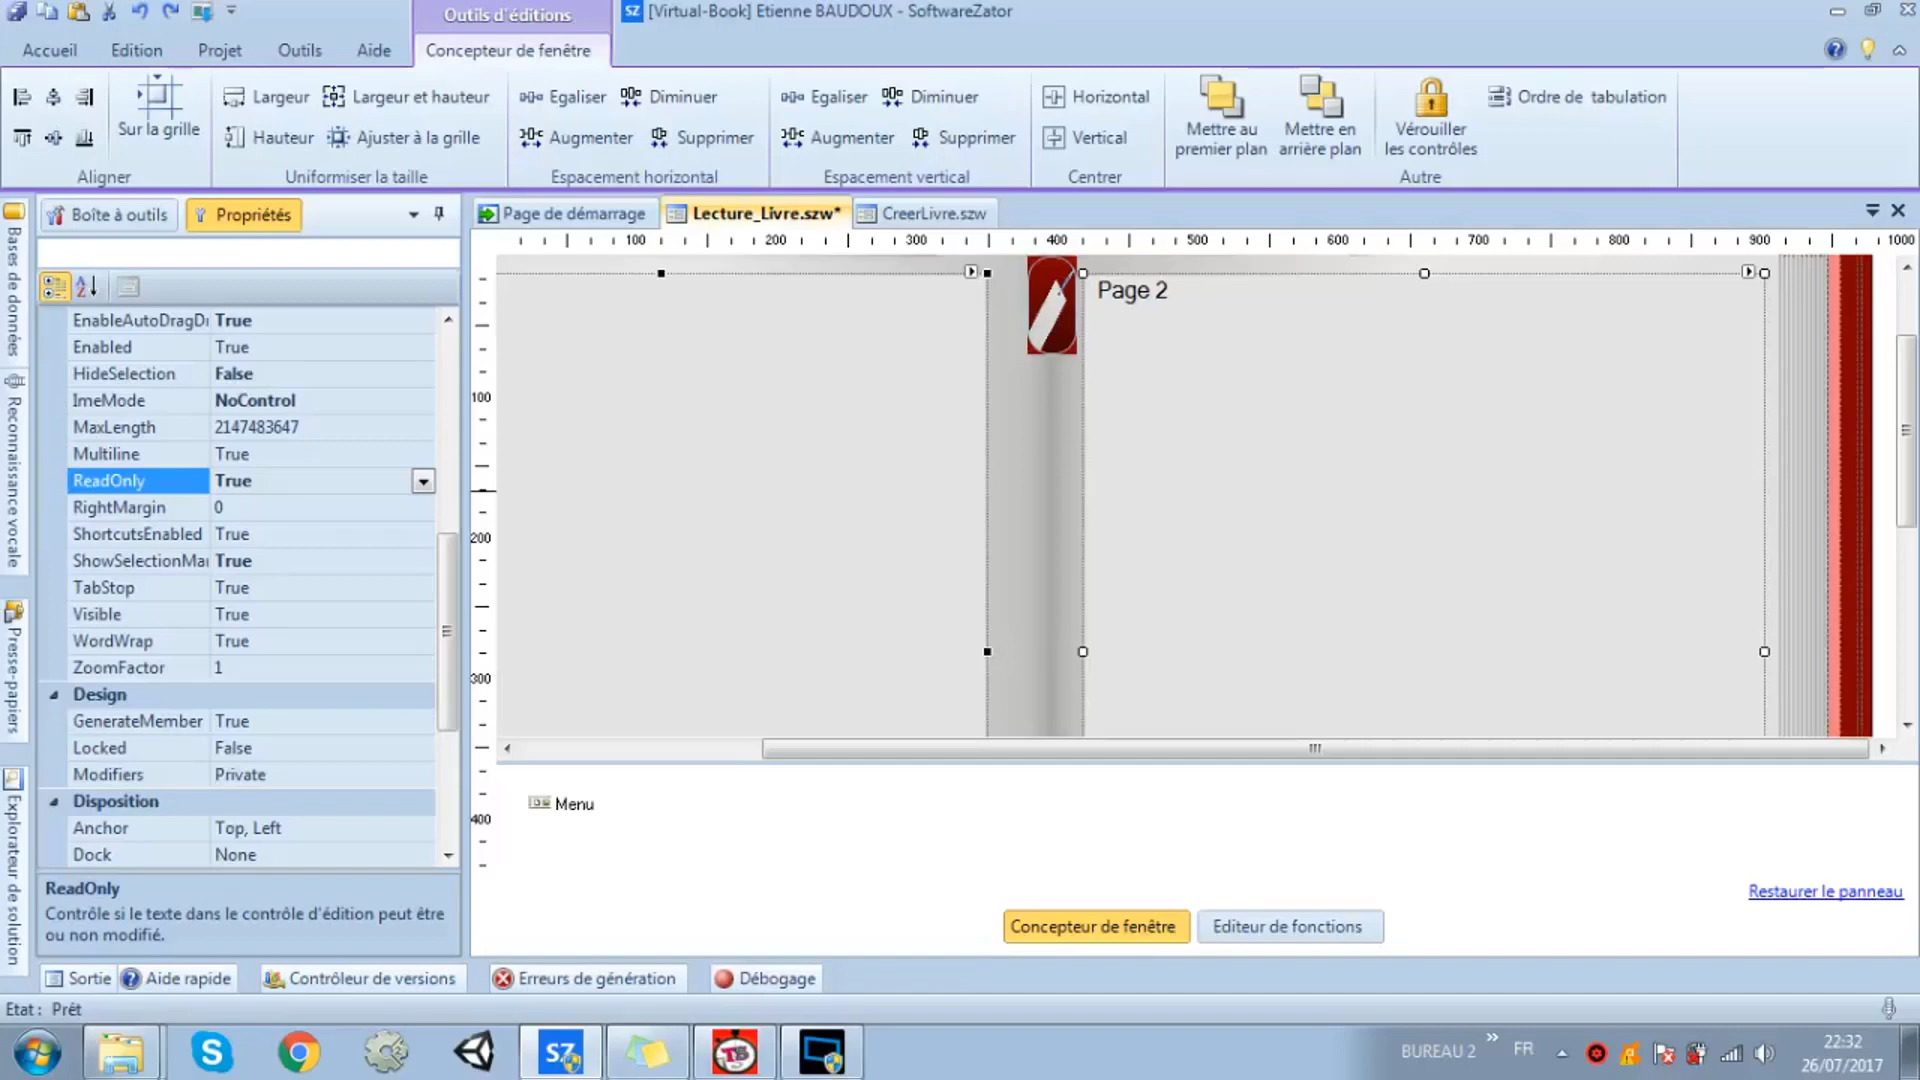 Outils d'éditions
SZ [Virtual-Book] Etienne BAUDOUX - SoftwareZator
Accueil Edition Projet Outils Aide Concepteur de fenêtre
Sur la grille
Aligner
Largeur Largeur et hauteur
Hauteur Ajuster à la grille
Uniformiser la taille
Egaliser Diminuer
Augmenter Supprimer
Espacement horizontal
Egaliser Diminuer
Augmenter Supprimer
Espacement vertical
Horizontal
Vertical
Centrer
Mettre au premier plan
Mettre en arrière plan
Vérouiller les contrôles
Ordre de tabulation
Autre
Bases de données
Reconnaissance vocale
Presse-papiers
Explorateur de solution
Boîte à outils Propriétés
EnableAutoDragDr True
Enabled True
HideSelection False
ImeMode NoControl
MaxLength 2147483647
Multiline True
ReadOnly True
RightMargin 0
ShortcutsEnabled True
ShowSelectionMar True
TabStop True
Visible True
WordWrap True
ZoomFactor 1
Design
GenerateMember True
Locked False
Modifiers Private
Disposition
Anchor Top, Left
Dock None
ReadOnly
Contrôle si le texte dans le contrôle d'édition peut être
ou non modifié.
Page de démarrage Lecture_Livre.szw* CreerLivre.szw
100 200 300 400 500 600 700 800 900 1000
100
200
300
400
Page 2
Menu
Restaurer le panneau
Concepteur de fenêtre Editeur de fonctions
Sortie Aide rapide Contrôleur de versions Erreurs de génération Débogage
Etat : Prêt
S
SZ
TB
BUREAU 2 » FR
22:32
26/07/2017